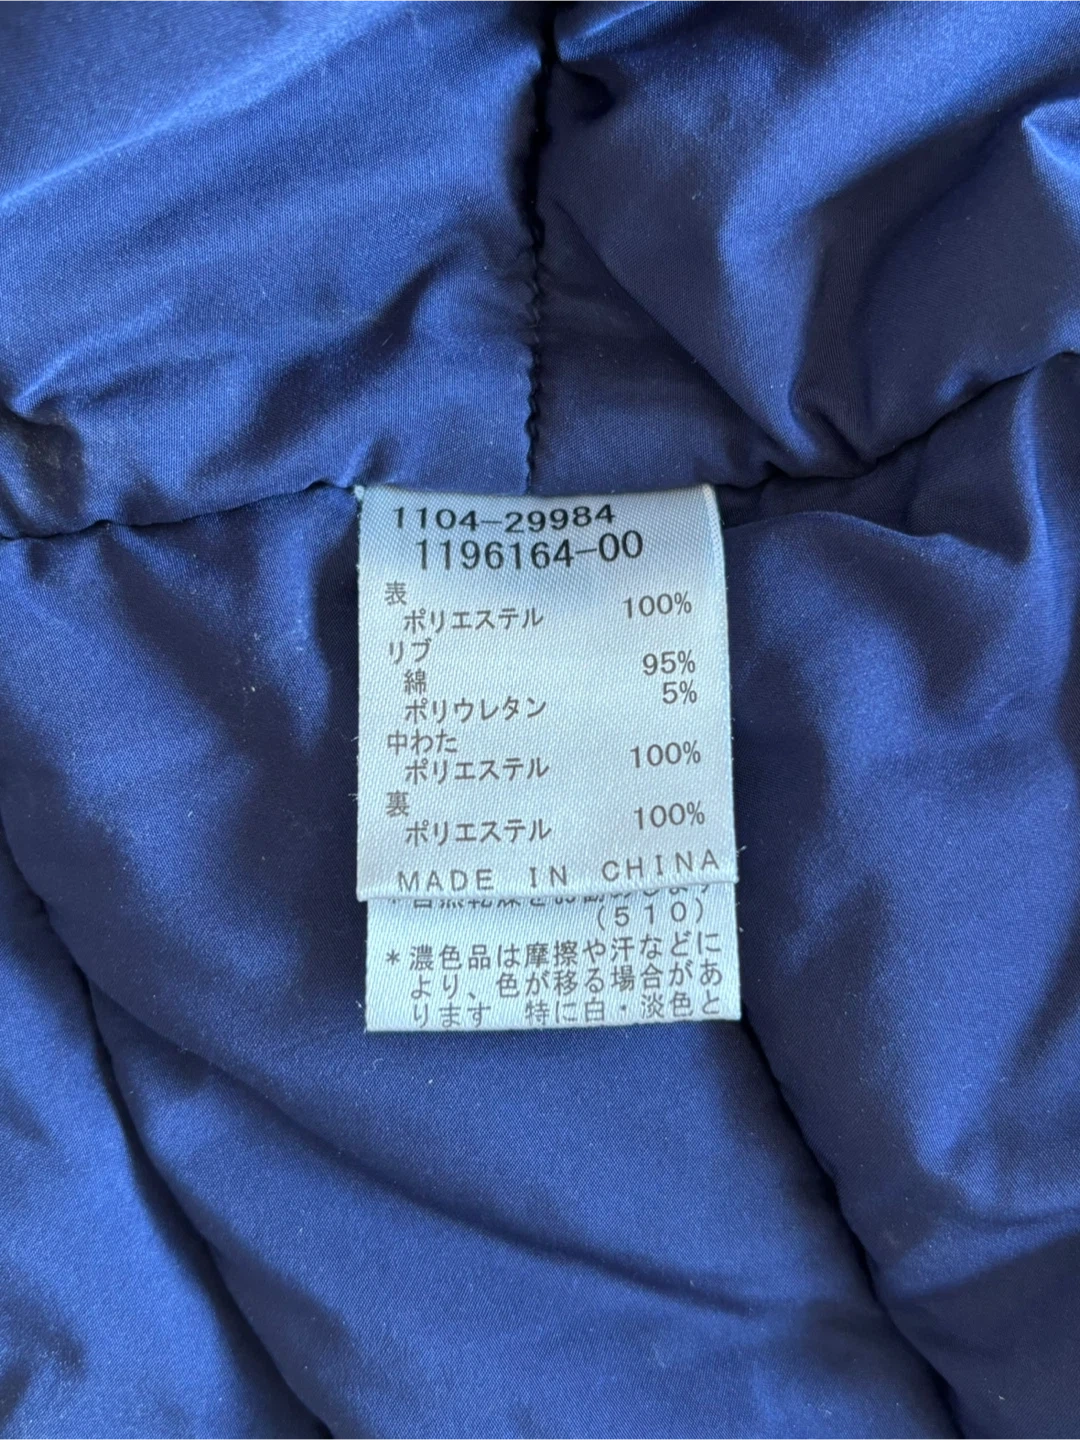 1104-29984
1196164-00
表
ポリエステル 100%
リブ
綿 95%
ポリウレタン 5%
中わた
ポリエステル 100%
裏
ポリエステル 100%
MADE IN CHINA
(510)
*濃色品は摩擦や汗などに
より、色が移る場合があ
ります 特に白・淡色と